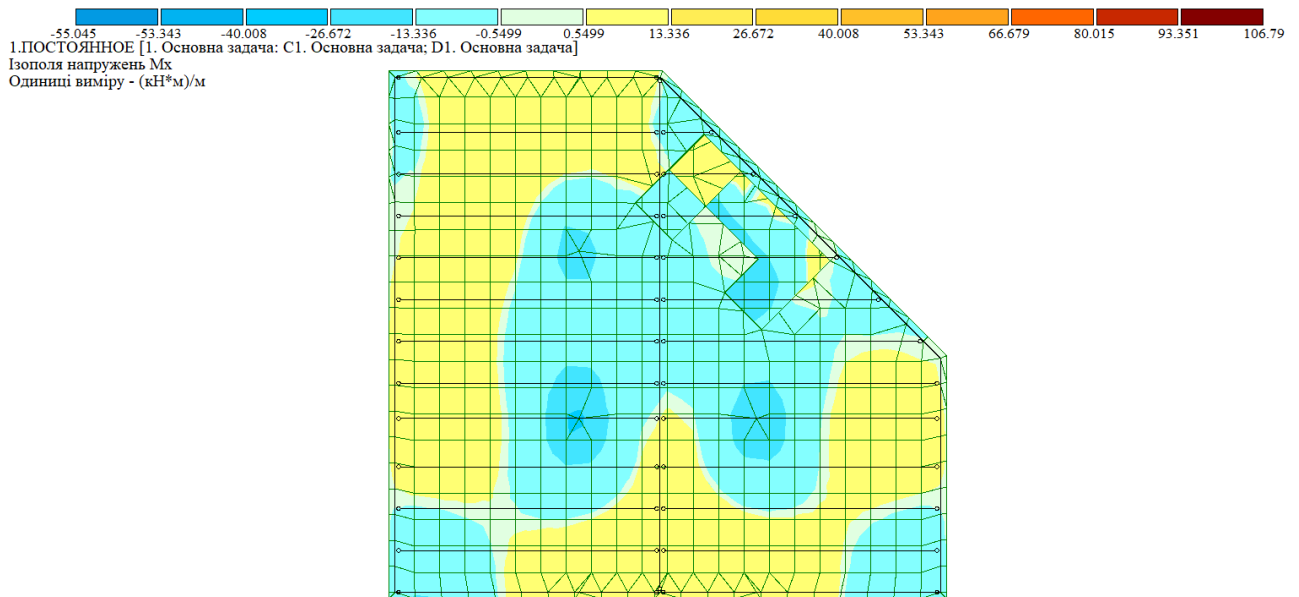 -55.045 -53.343 -40.008 -26.672 -13.336 -0.5499 0.5499 13.336 26.672 40.008 53.343 66.679 80.015 93.351 106.79
1.ПОСТОЯННОЕ [1. Основна задача: C1. Основна задача; D1. Основна задача]
Ізополя напружень Mx
Одиниці виміру - (кН*м)/м